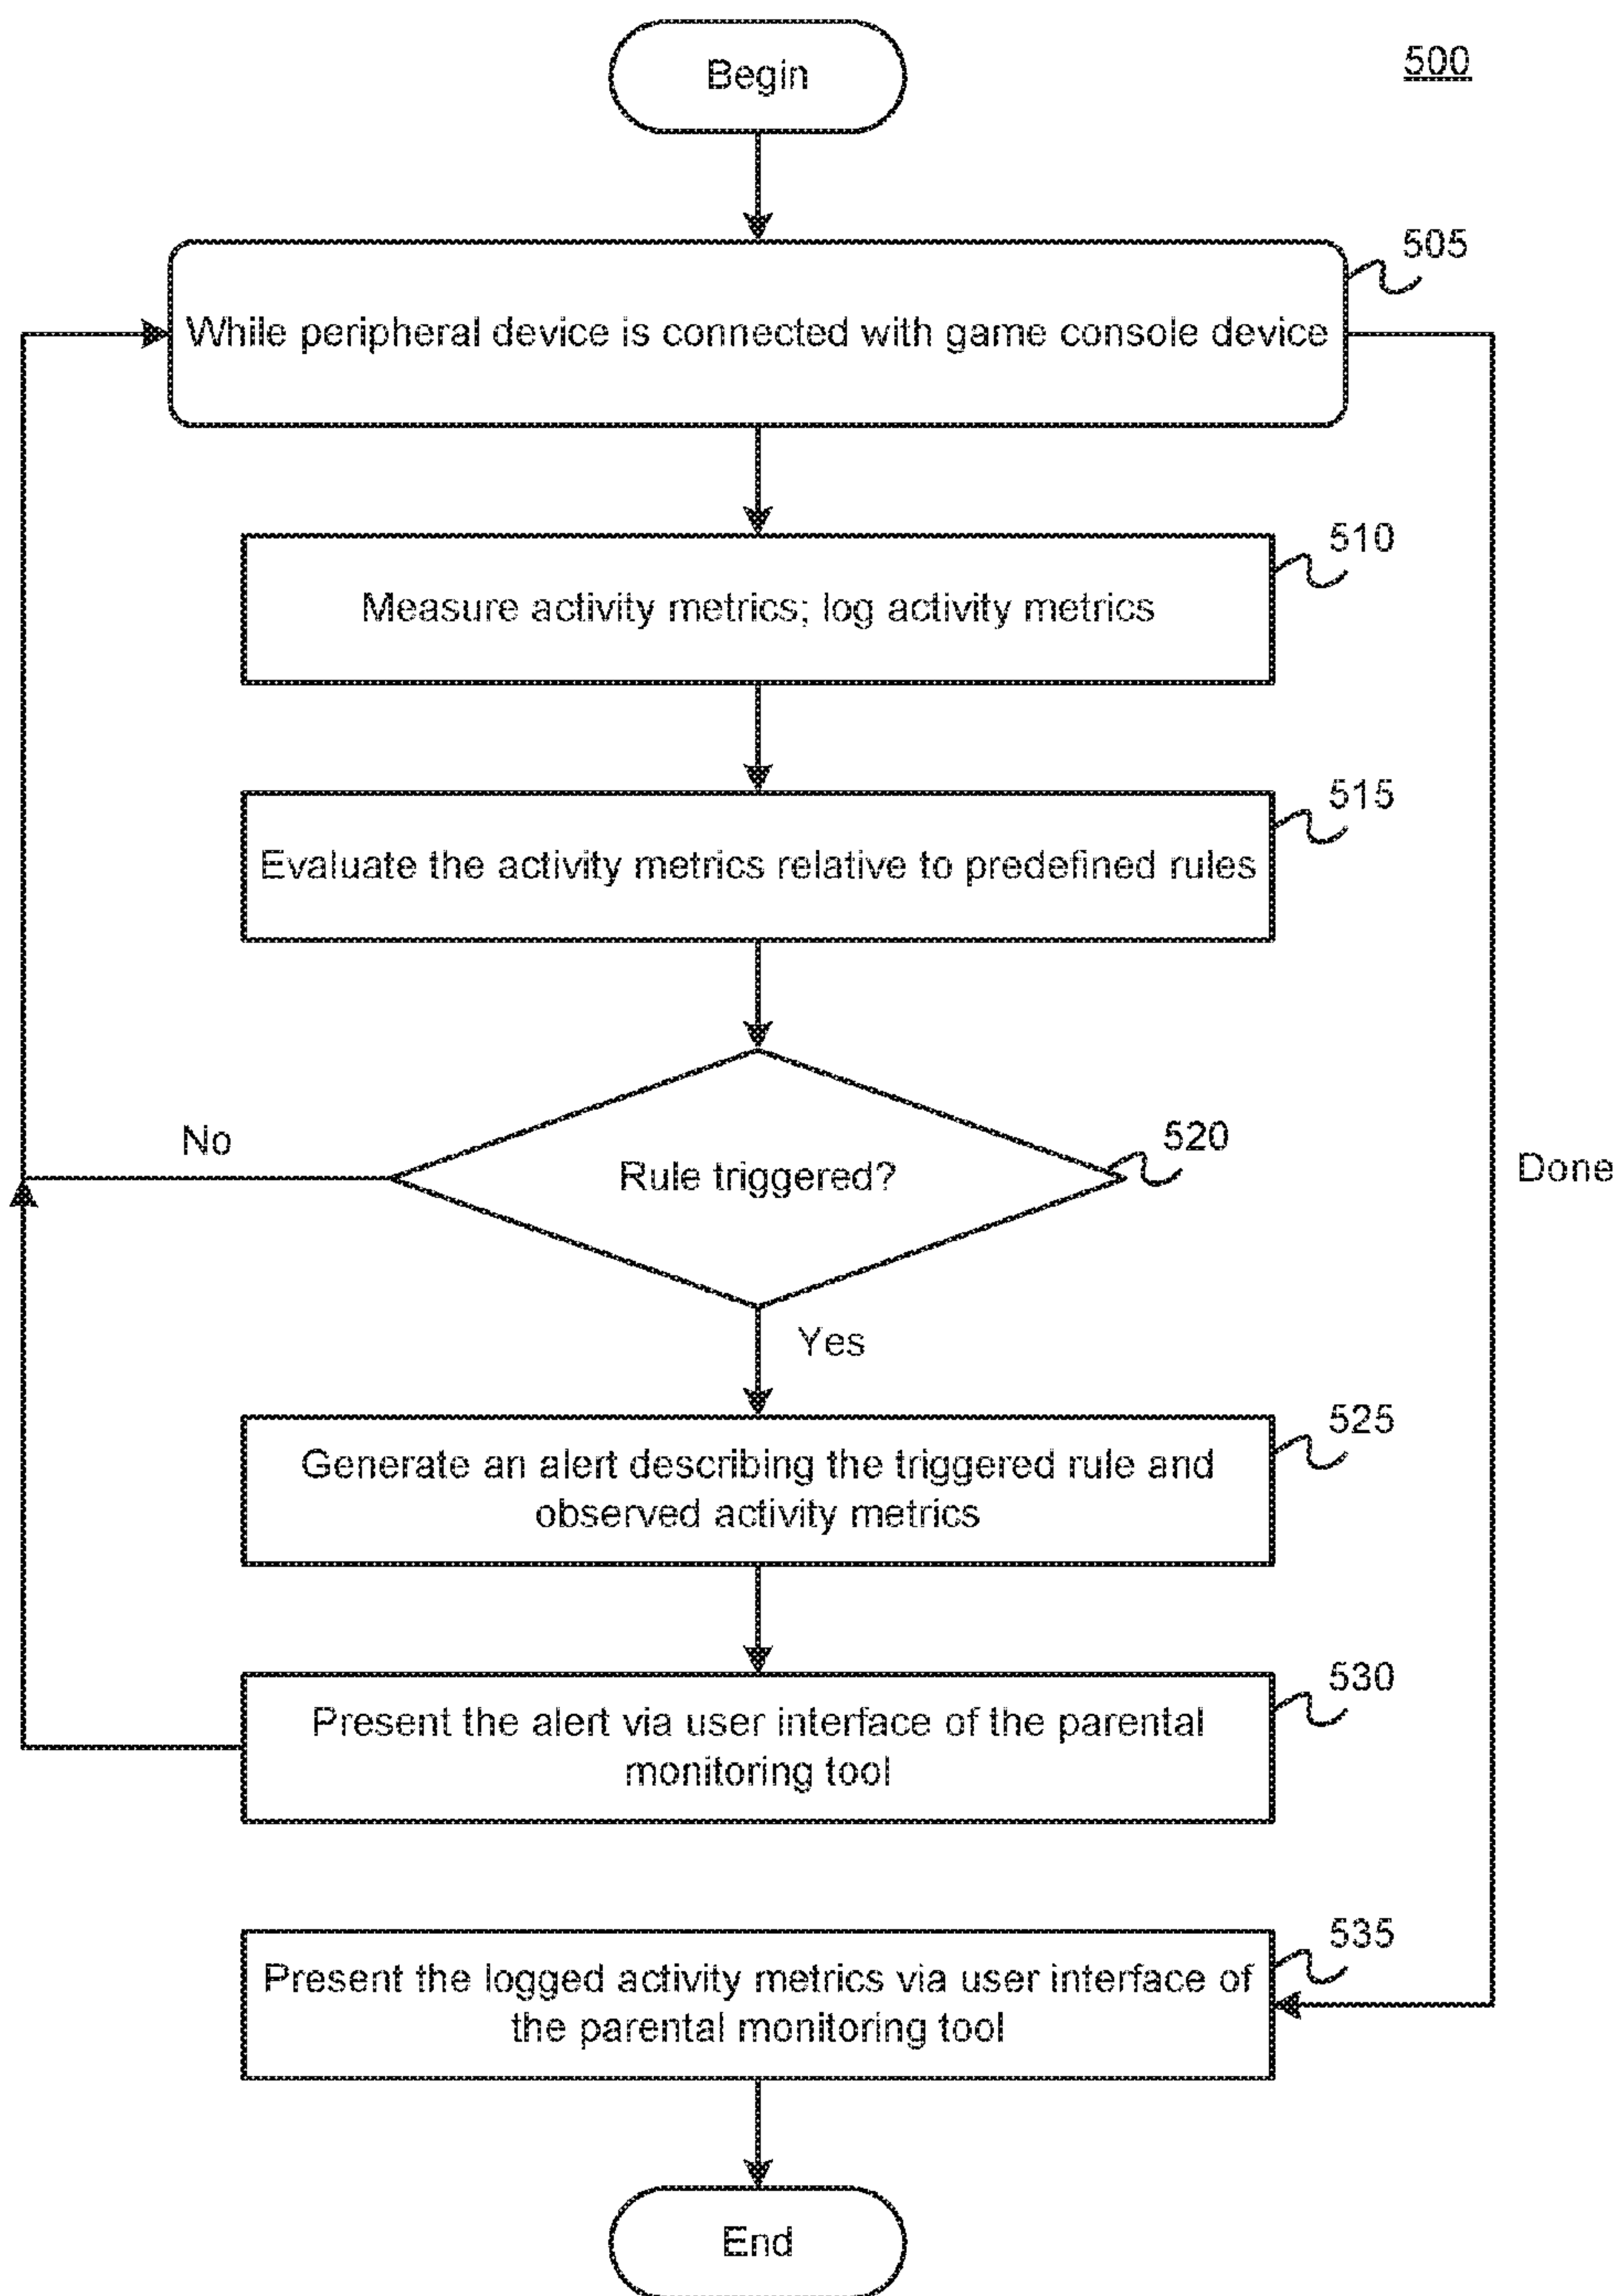 Begin
500
505
While peripheral device is connected with game console device
510
Measure activity metrics; log activity metrics
515
Evaluate the activity metrics relative to predefined rules
No
520
Rule triggered?
Done
Yes
525
Generate an alert describing the triggered rule and
observed activity metrics
530
Present the alert via user interface of the parental
monitoring tool
535
Present the logged activity metrics via user interface of
the parental monitoring tool
End